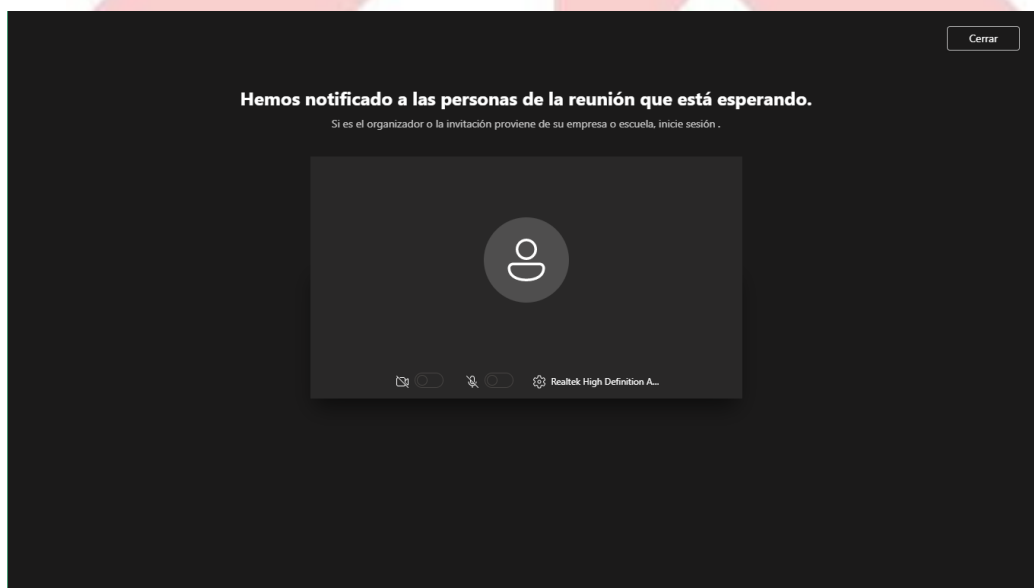 Cerrar
Hemos notificado a las personas de la reunión que está esperando.
Si es el organizador o la invitación proviene de su empresa o escuela, inicie sesión .
Realtek High Definition A...